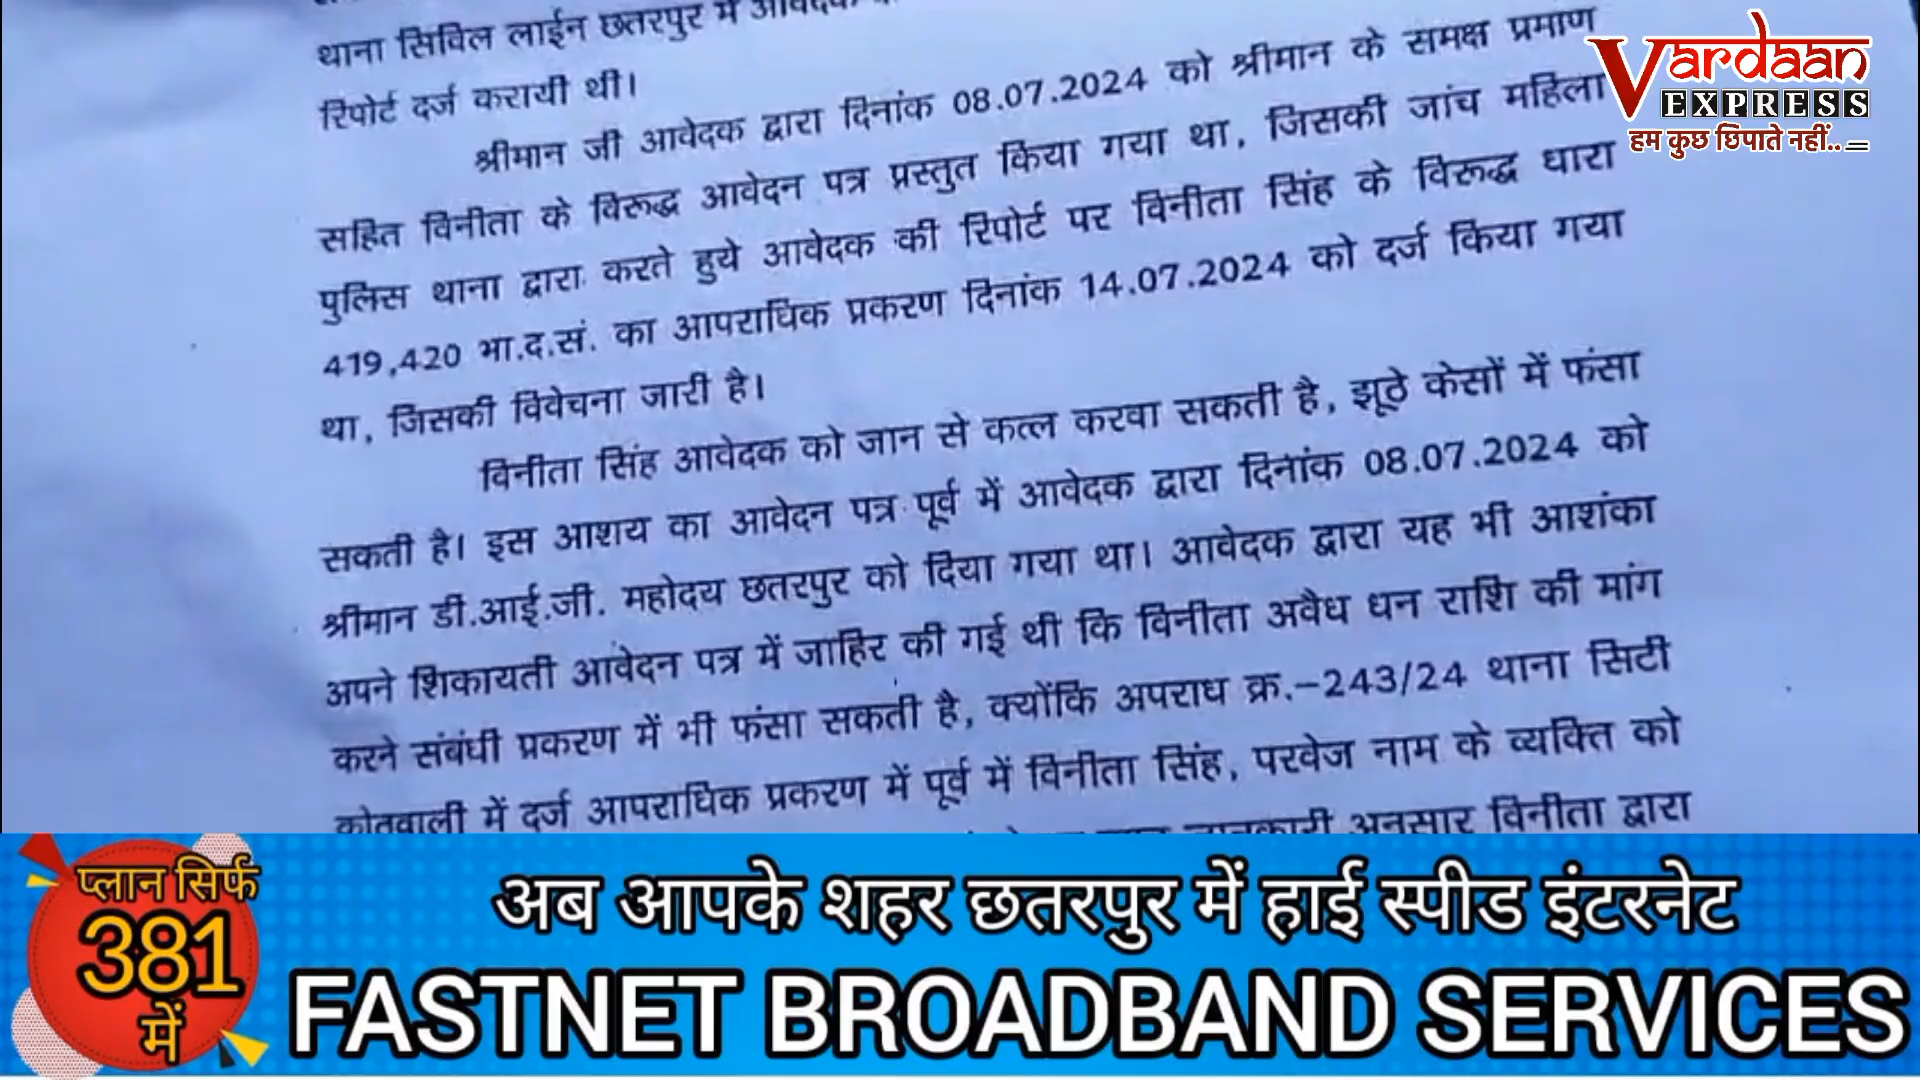 थाना सिविल लाईन छतरपुर में आवेदक
रिपोर्ट दर्ज करायी थी।
श्रीमान जी आवेदक द्वारा दिनांक 08.07.2024 को श्रीमान के समक्ष प्रमाण
सहित विनीता के विरूद्ध आवेदन पत्र प्रस्तुत किया गया था, जिसकी जांच महिला
पुलिस थाना द्वारा करते हुये आवेदक की रिपोर्ट पर विनीता सिंह के विरूद्ध धारा
419,420 भा.द.सं. का आपराधिक प्रकरण दिनांक 14.07.2024 को दर्ज किया गया
था, जिसकी विवेचना जारी है।
विनीता सिंह आवेदक को जान से कत्ल करवा सकती है, झूठे केसों में फंसा
सकती है। इस आशय का आवेदन पत्र पूर्व में आवेदक द्वारा दिनांक 08.07.2024 को
श्रीमान डी.आई.जी. महोदय छतरपुर को दिया गया था। आवेदक द्वारा यह भी आशंका
अपने शिकायती आवेदन पत्र में जाहिर की गई थी कि विनीता अवैध धन राशि की मांग
करने संबंधी प्रकरण में भी फंसा सकती है, क्योंकि अपराध क्र.-243/24 थाना सिटी
कोतवाली में दर्ज आपराधिक प्रकरण में पूर्व में विनीता सिंह, परवेज नाम के व्यक्ति को
जानकारी अनुसार विनीता द्वारा
Vardaan
EXPRESS
हम कुछ छिपाते नहीं..
प्लान सिर्फ
381
में
अब आपके शहर छतरपुर में हाई स्पीड इंटरनेट
FASTNET BROADBAND SERVICES